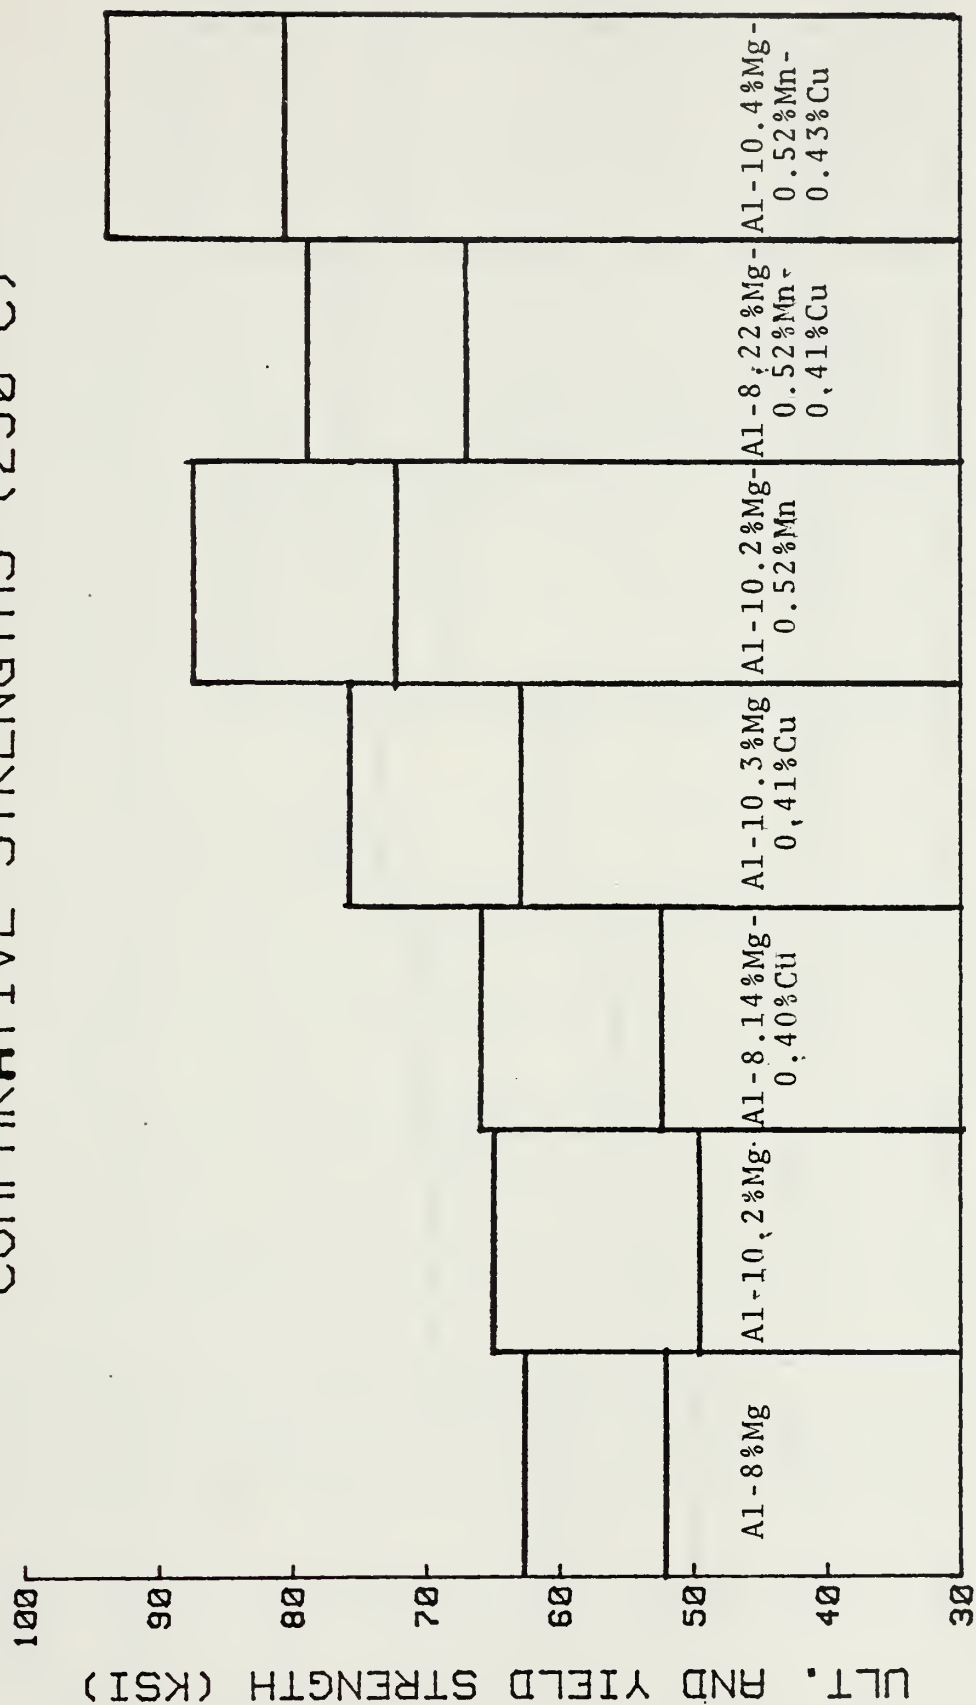 COMPARATIVE STRENGTHS
ULT. AND YIELD STRENGTH (KSI)
100
90
80
70
60
50
40
30
Al-8%Mg
Al-10.2%Mg
Al-8.14%Mg-
0.40%Cu
Al-10.3%Mg
0.41%Cu
Al-10.2%Mg-
0.52%Mn
Al-8.22%Mg-
0.52%Mn-
0.41%Cu
Al-10.4%Mg-
0.52%Mn-
0.43%Cu